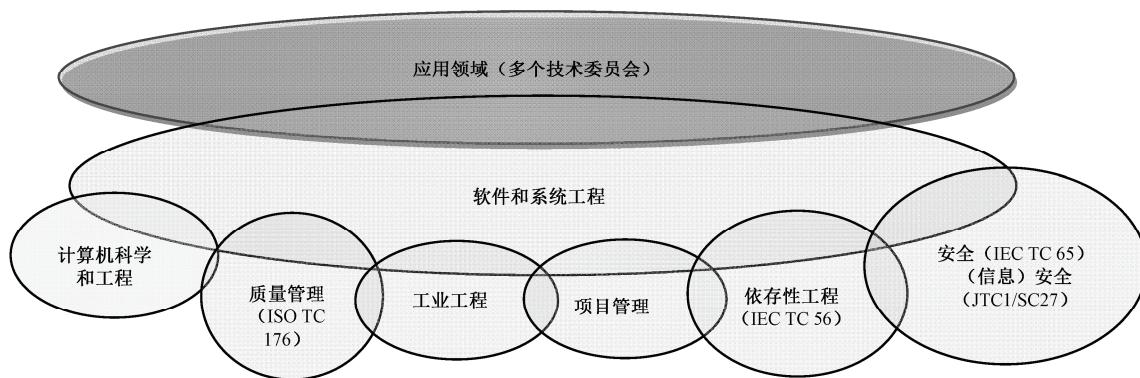 应用领域（多个技术委员会）
软件和系统工程
计算机科学
和工程
质量管理
（ISO TC
176）
工业工程
项目管理
依存性工程
（IEC TC 56）
安全（IEC TC 65）
（信息）安全
（JTC1/SC27）